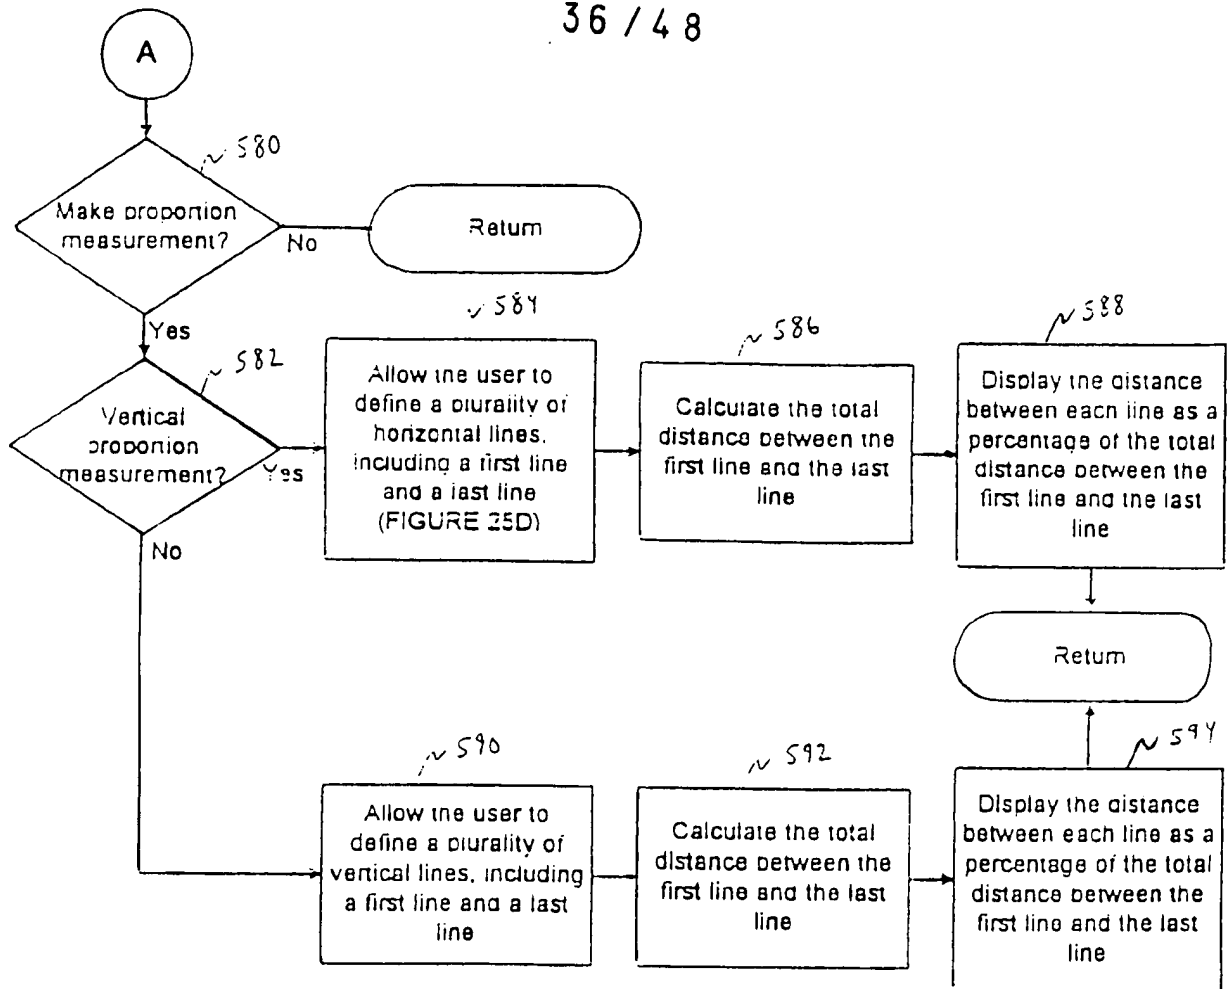 36 / 48
A
580
Make proportion
measurement?
No
Return
Yes
582
Vertical
proportion
measurement?
Yes
No
584
Allow the user to
define a plurality of
horizontal lines,
including a first line
and a last line
(FIGURE 25D)
586
Calculate the total
distance between the
first line and the last
line
588
Display the distance
between each line as a
percentage of the total
distance between the
first line and the last
line
Return
590
Allow the user to
define a plurality of
vertical lines, including
a first line and a last
line
592
Calculate the total
distance between the
first line and the last
line
594
Display the distance
between each line as a
percentage of the total
distance between the
first line and the last
line